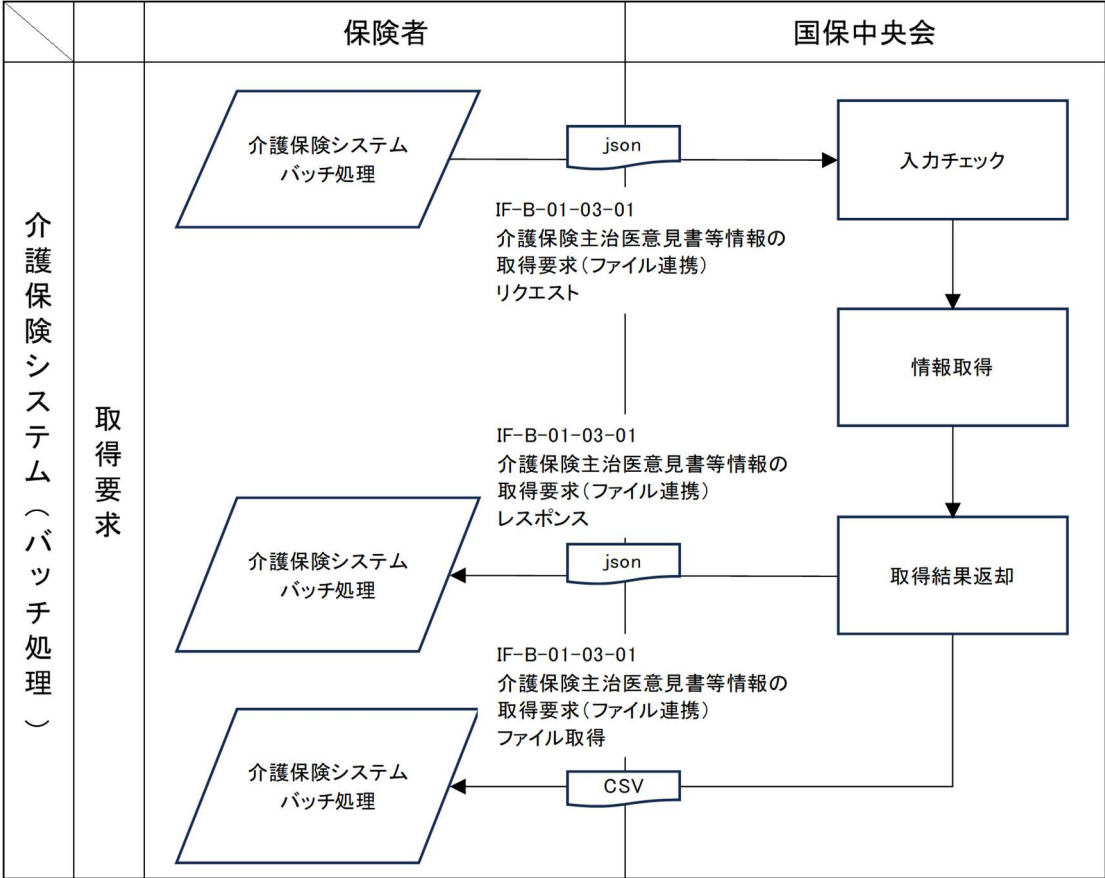 保険者
国保中央会
介護保険システム（バッチ処理）
取得要求
介護保険システム
バッチ処理
json
入力チェック
IF-B-01-03-01
介護保険主治医意見書等情報の
取得要求（ファイル連携）
リクエスト
情報取得
IF-B-01-03-01
介護保険主治医意見書等情報の
取得要求（ファイル連携）
レスポンス
介護保険システム
バッチ処理
json
取得結果返却
IF-B-01-03-01
介護保険主治医意見書等情報の
取得要求（ファイル連携）
ファイル取得
介護保険システム
バッチ処理
CSV